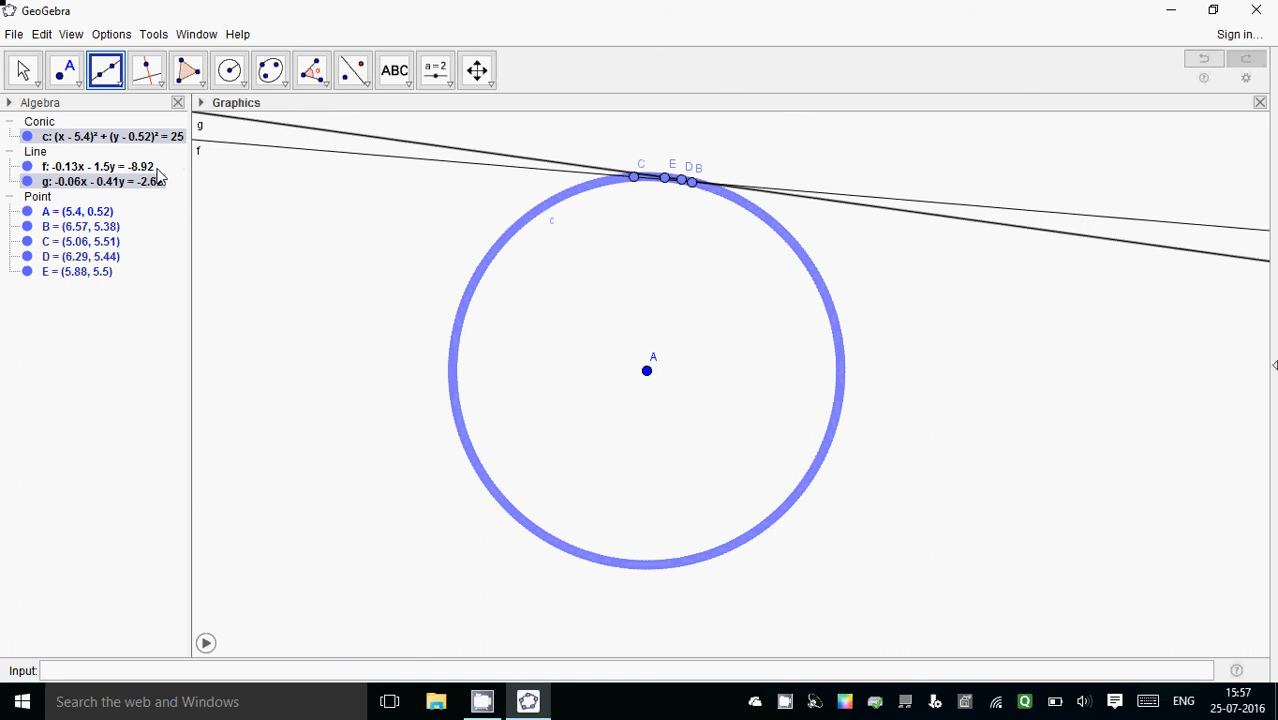 GeoGebra
File Edit View Options Tools Window Help
Sign in...
A
ABC
a=2
Algebra
Graphics
Conic
c: (x - 5.4)² + (y - 0.52)² = 25
Line
f: -0.13x - 1.5y = -8.92
g: -0.06x - 0.41y = -2.6
Point
A = (5.4, 0.52)
B = (6.57, 5.38)
C = (5.06, 5.51)
D = (6.29, 5.44)
E = (5.88, 5.5)
g
f
C E D B
c
A
Input:
Search the web and Windows
ENG
15:57
25-07-2016